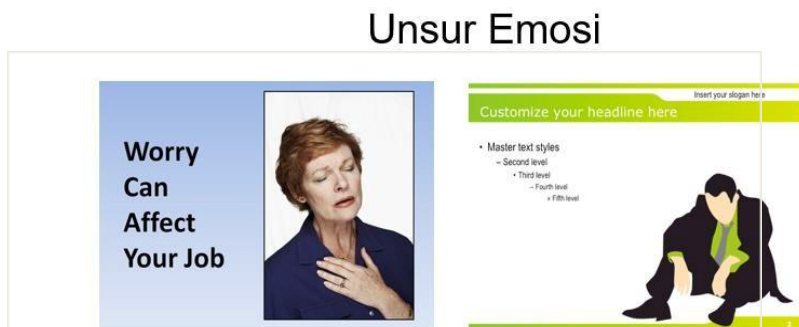 Unsur Emosi
Worry
Can
Affect
Your Job
Insert your slogan here
Customize your headline here
• Master text styles
– Second level
• Third level
– Fourth level
» Fifth level
1